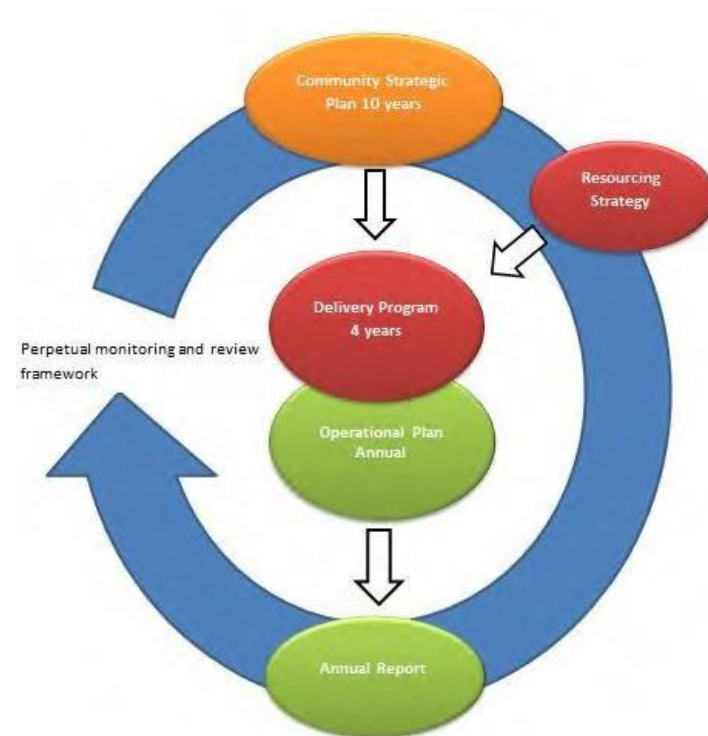 Community Strategic
Plan 10 years
Resourcing
Strategy
Delivery Program
4 years
Perpetual monitoring and review
framework
Operational Plan
Annual
Annual Report